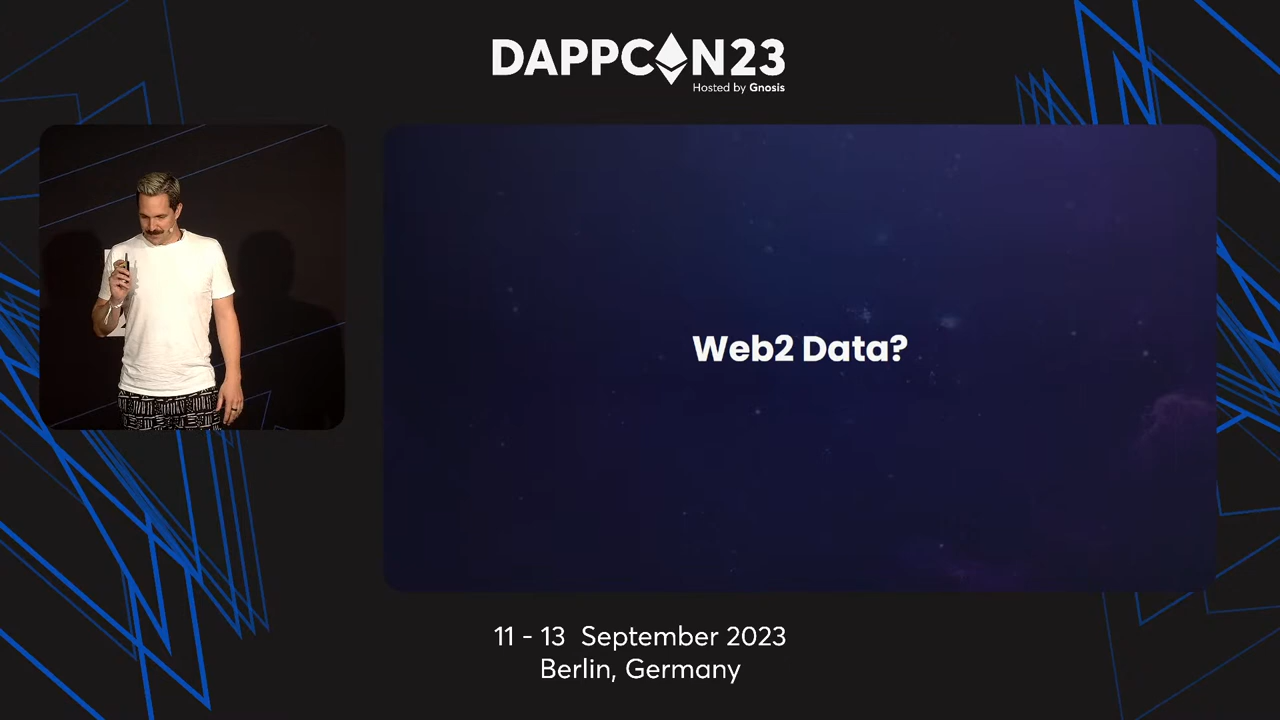 DAPPCON23
Hosted by Gnosis
Web2 Data?
11 - 13 September 2023
Berlin, Germany